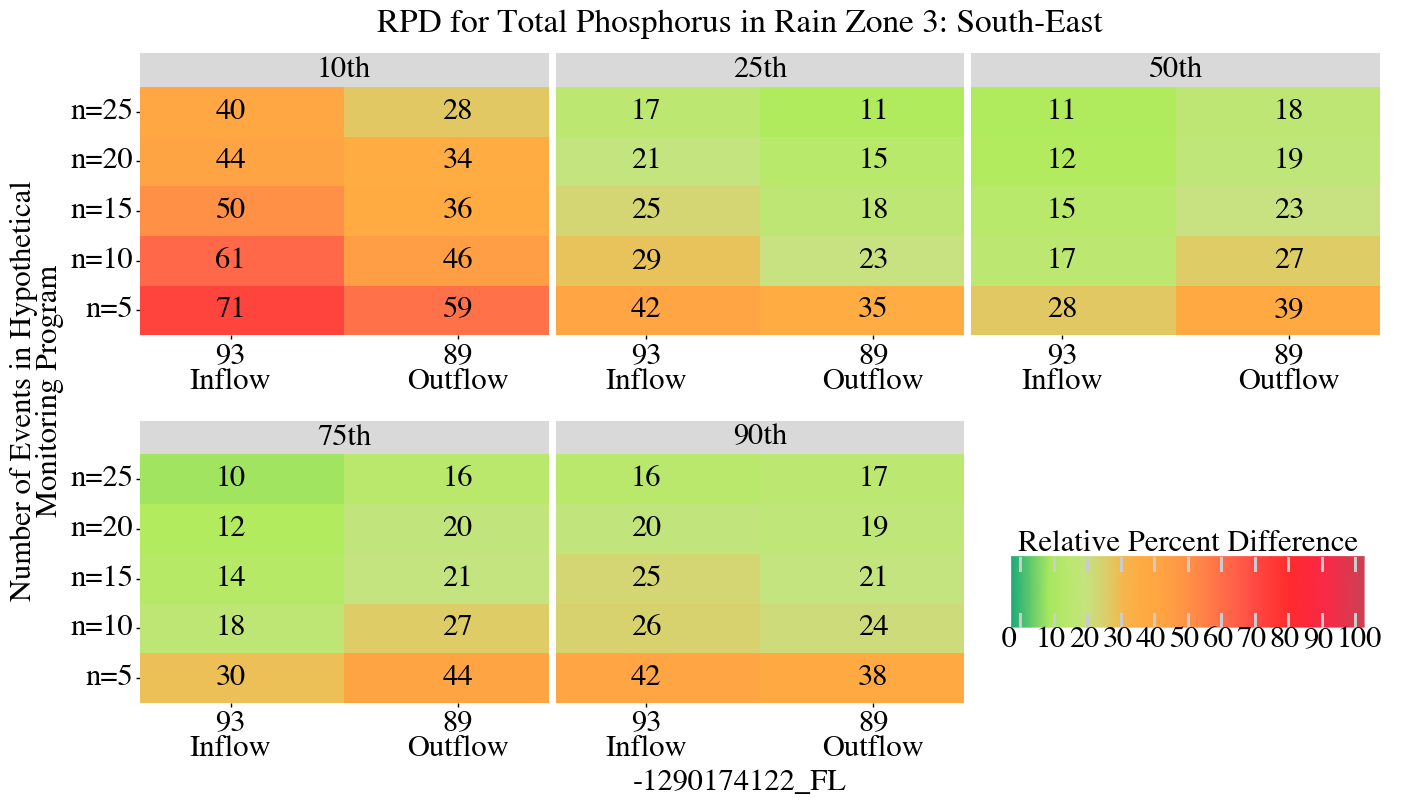 RPD for Total Phosphorus in Rain Zone 3: South-East
10th 25th 50th
n=25 40 28 17 11 11 18
n=20 44 34 21 15 12 19
n=15 50 36 25 18 15 23
n=10 61 46 29 23 17 27
n=5 71 59 42 35 28 39
93 89 93 89 93 89
Inflow Outflow Inflow Outflow Inflow Outflow
Number of Events in Hypothetical
Monitoring Program
75th 90th
n=25 10 16 16 17
n=20 12 20 20 19
n=15 14 21 25 21
n=10 18 27 26 24
n=5 30 44 42 38
93 89 93 89
Inflow Outflow Inflow Outflow
Relative Percent Difference
0 10 20 30 40 50 60 70 80 90 100
-1290174122_FL